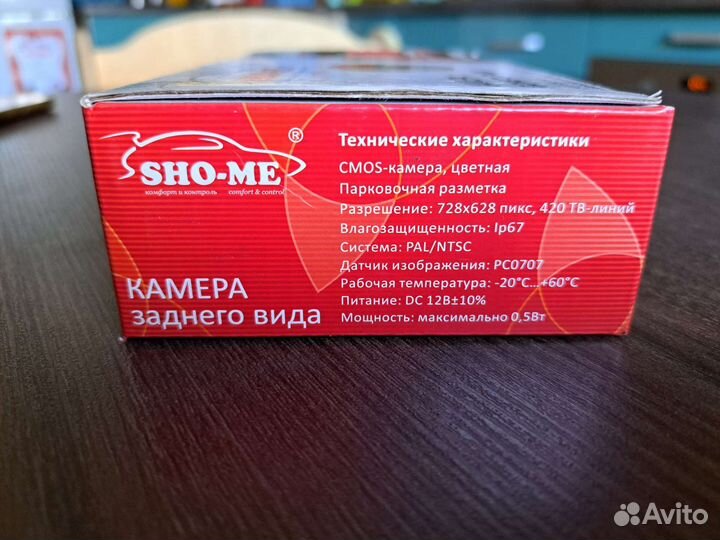 SHO-ME®
комфорт и контроль comfort & control
КАМЕРА
заднего вида
Технические характеристики
CMOS-камера, цветная
Парковочная разметка
Разрешение: 728х628 пикс, 420 ТВ-линий
Влагозащищенность: Ip67
Система: PAL/NTSC
Датчик изображения: PC0707
Рабочая температура: -20°С...+60°С
Питание: DC 12В±10%
Мощность: максимально 0,5Вт
Avito